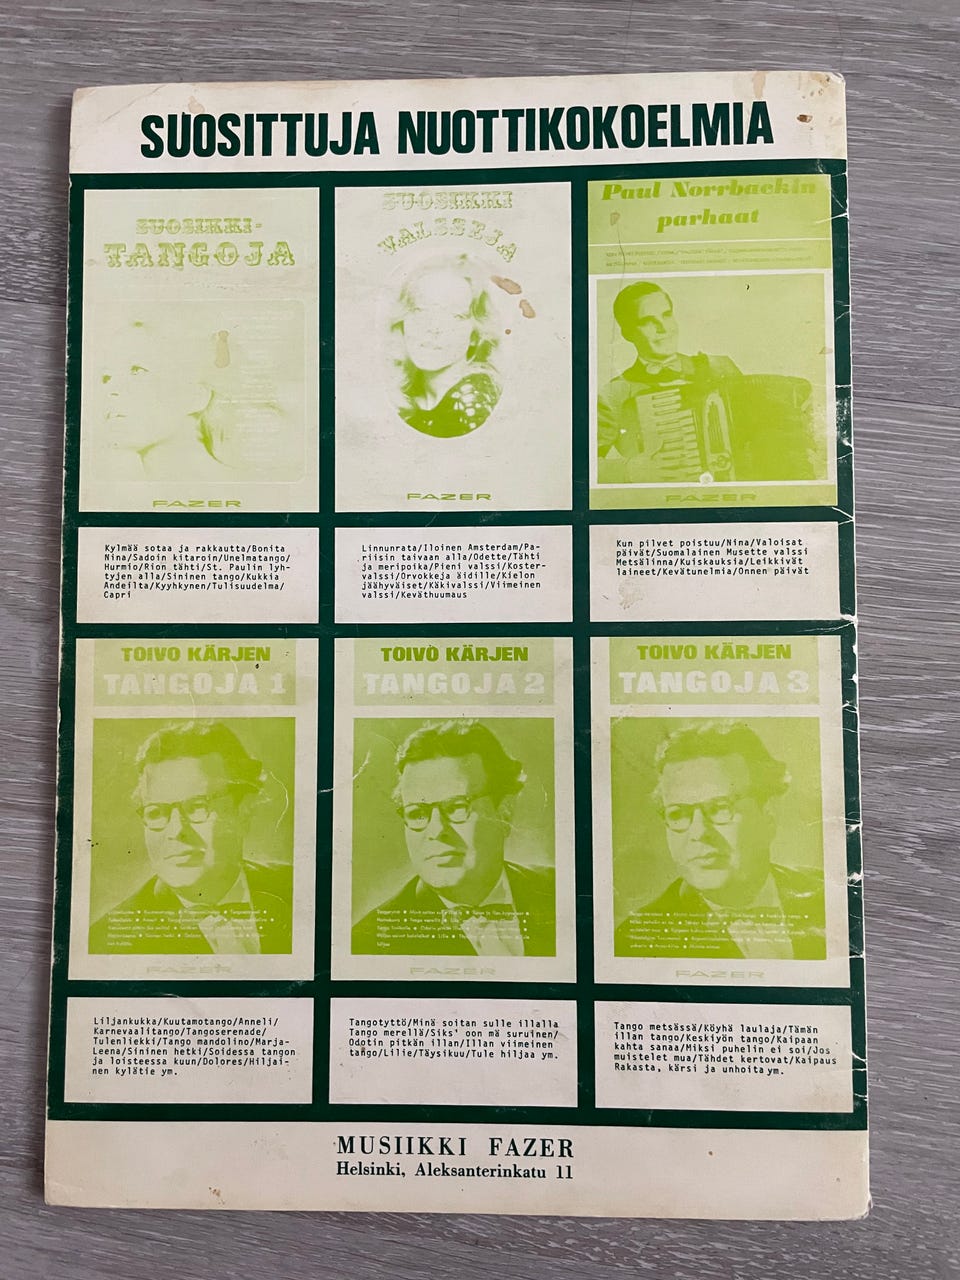 SUOSITTUJA NUOTTIKOKOELMIA
SUOSIKKI-
TANGOJA
FAZER
SUOSIKKI
VALSSEJA
FAZER
Paul Norrbackin
parhaat
FAZER
Kylmää sotaa ja rakkautta/Bonita
Nina/Sadoin kitaroin/Unelmatango/
Hurmio/Rion tähti/St. Paulin lyh-
tyjen alla/Sininen tango/Kukkia
Andeilta/Kyyhkynen/Tulisuudelma/
Capri
Linnunrata/Iloinen Amsterdam/Pa-
riisin taivaan alla/Odette/Tähti
ja meripoika/Pieni valssi/Koster-
valssi/Orvokkeja äidille/Kielon
jäähyväiset/Käkivalssi/Viimeinen
valssi/Keväthuumaus
Kun pilvet poistuu/Nina/Valoisat
päivät/Suomalainen Musette valssi
Metsälinna/Kuiskauksia/Leikkivät
laineet/Kevätunelmia/Onnen päivät
TOIVO KÄRJEN
TANGOJA 1
FAZER
TOIVO KÄRJEN
TANGOJA 2
FAZER
TOIVO KÄRJEN
TANGOJA 3
FAZER
Liljankukka/Kuutamotango/Anneli/
Karnevaalitango/Tangoserenade/
Tulenliekki/Tango mandolino/Marja-
Leena/Sininen hetki/Soidessa tangon
ja loisteessa kuun/Dolores/Hiljai-
nen kylätie ym.
Tangotyttö/Minä soitan sulle illalla
Tango merellä/Siks' oon mä suruinen/
Odotin pitkän illan/Illan viimeinen
tango/Lilie/Täysikuu/Tule hiljaa ym.
Tango metsässä/Köyhä laulaja/Tämän
illan tango/Keskiyön tango/Kaipaan
kahta sanaa/Miksi puhelin ei soi/Jos
muistelet mua/Tähdet kertovat/Kaipaus
Rakasta, kärsi ja unhoita ym.
MUSIIKKI FAZER
Helsinki, Aleksanterinkatu 11